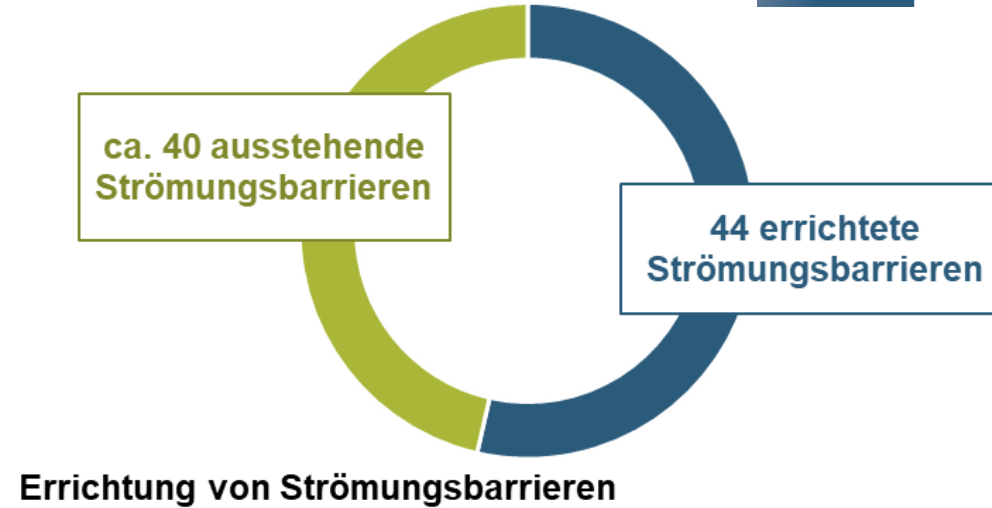 ca. 40 ausstehende
Strömungsbarrieren
44 errichtete
Strömungsbarrieren
Errichtung von Strömungsbarrieren